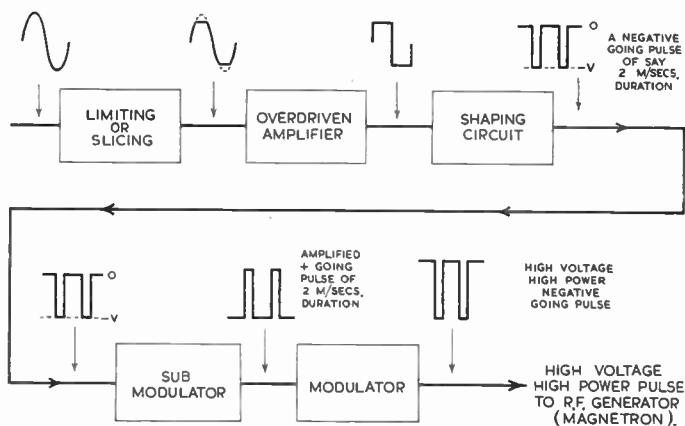 O
-V
A NEGATIVE
GOING PULSE
OF SAY
2 M/SECS,
DURATION
LIMITING
OR
SLICING
OVERDRIVEN
AMPLIFIER
SHAPING
CIRCUIT
O
-V
AMPLIFIED
+ GOING
PULSE OF
2 M/SECS,
DURATION
HIGH VOLTAGE
HIGH POWER
NEGATIVE
GOING PULSE
SUB
MODULATOR
MODULATOR
HIGH VOLTAGE
HIGH POWER PULSE
TO R.F. GENERATOR
(MAGNETRON).